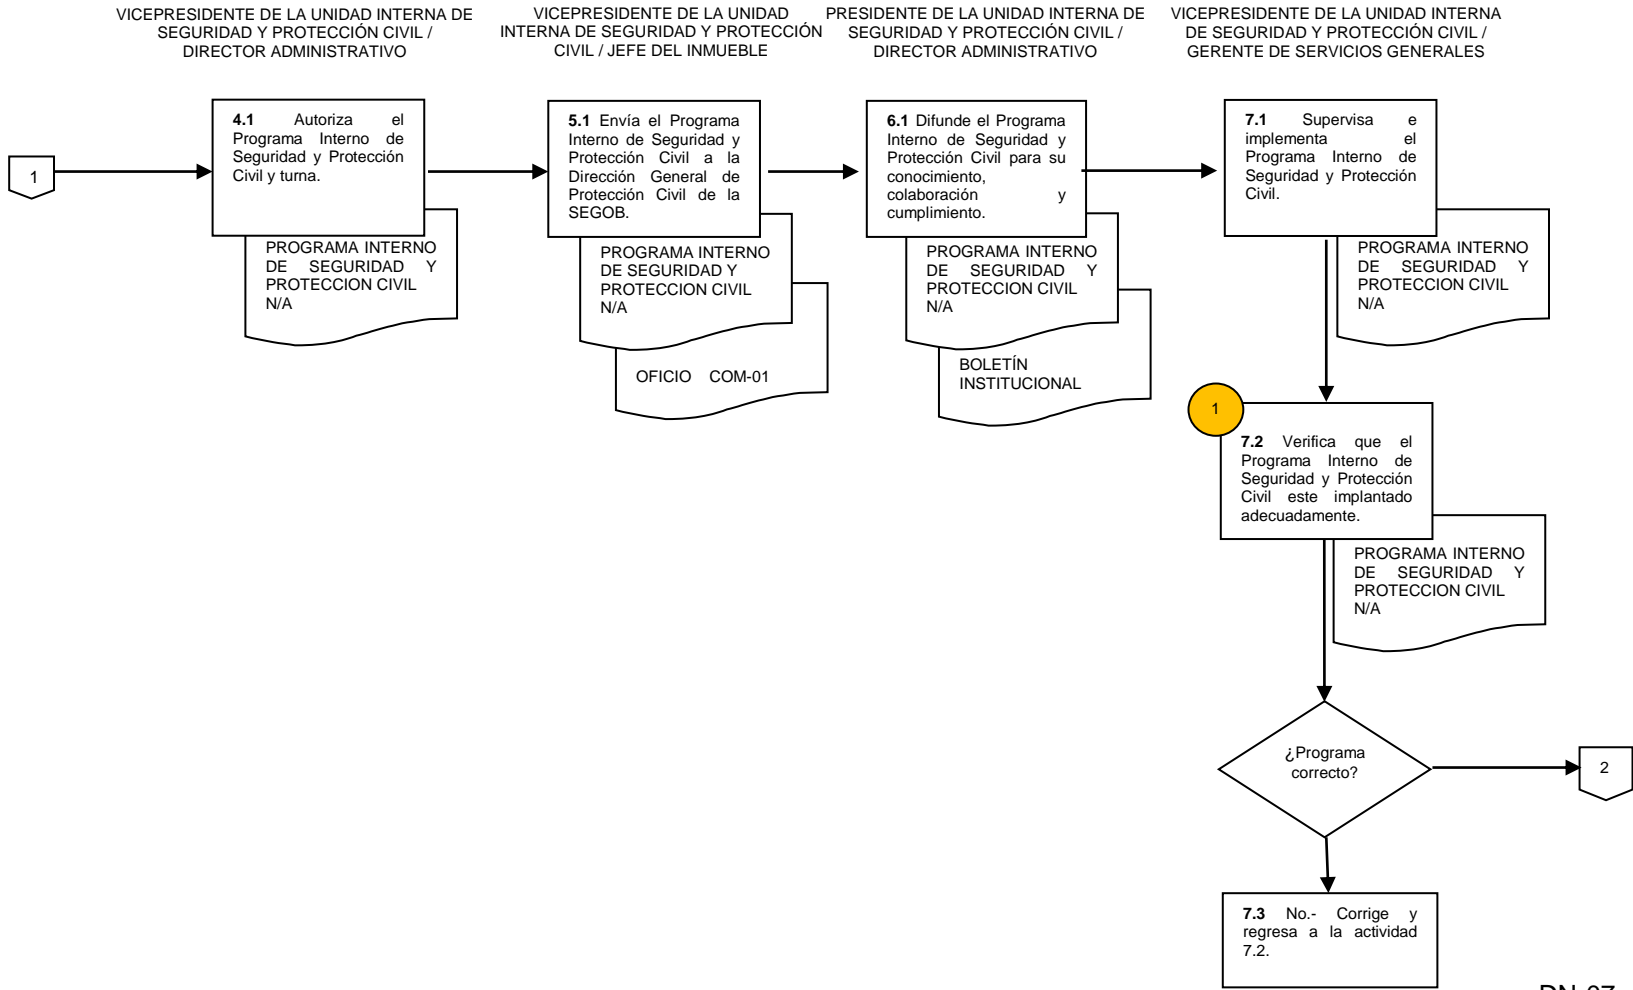 VICEPRESIDENTE DE LA UNIDAD INTERNA DE
SEGURIDAD Y PROTECCIÓN CIVIL /
DIRECTOR ADMINISTRATIVO
VICEPRESIDENTE DE LA UNIDAD
INTERNA DE SEGURIDAD Y PROTECCIÓN
CIVIL / JEFE DEL INMUEBLE
PRESIDENTE DE LA UNIDAD INTERNA DE
SEGURIDAD Y PROTECCIÓN CIVIL /
DIRECTOR ADMINISTRATIVO
VICEPRESIDENTE DE LA UNIDAD INTERNA
DE SEGURIDAD Y PROTECCIÓN CIVIL /
GERENTE DE SERVICIOS GENERALES
1
4.1 Autoriza el
Programa Interno de
Seguridad y Protección
Civil y turna.
PROGRAMA INTERNO
DE SEGURIDAD Y
PROTECCION CIVIL
N/A
5.1 Envía el Programa
Interno de Seguridad y
Protección Civil a la
Dirección General de
Protección Civil de la
SEGOB.
PROGRAMA INTERNO
DE SEGURIDAD Y
PROTECCION CIVIL
N/A
OFICIO COM-01
6.1 Difunde el Programa
Interno de Seguridad y
Protección Civil para su
conocimiento,
colaboración y
cumplimiento.
PROGRAMA INTERNO
DE SEGURIDAD Y
PROTECCION CIVIL
N/A
BOLETÍN
INSTITUCIONAL
7.1 Supervisa e
implementa el
Programa Interno de
Seguridad y Protección
Civil.
PROGRAMA INTERNO
DE SEGURIDAD Y
PROTECCION CIVIL
N/A
1
7.2 Verifica que el
Programa Interno de
Seguridad y Protección
Civil este implantado
adecuadamente.
PROGRAMA INTERNO
DE SEGURIDAD Y
PROTECCION CIVIL
N/A
¿Programa
correcto?
2
7.3 No.- Corrige y
regresa a la actividad
7.2.